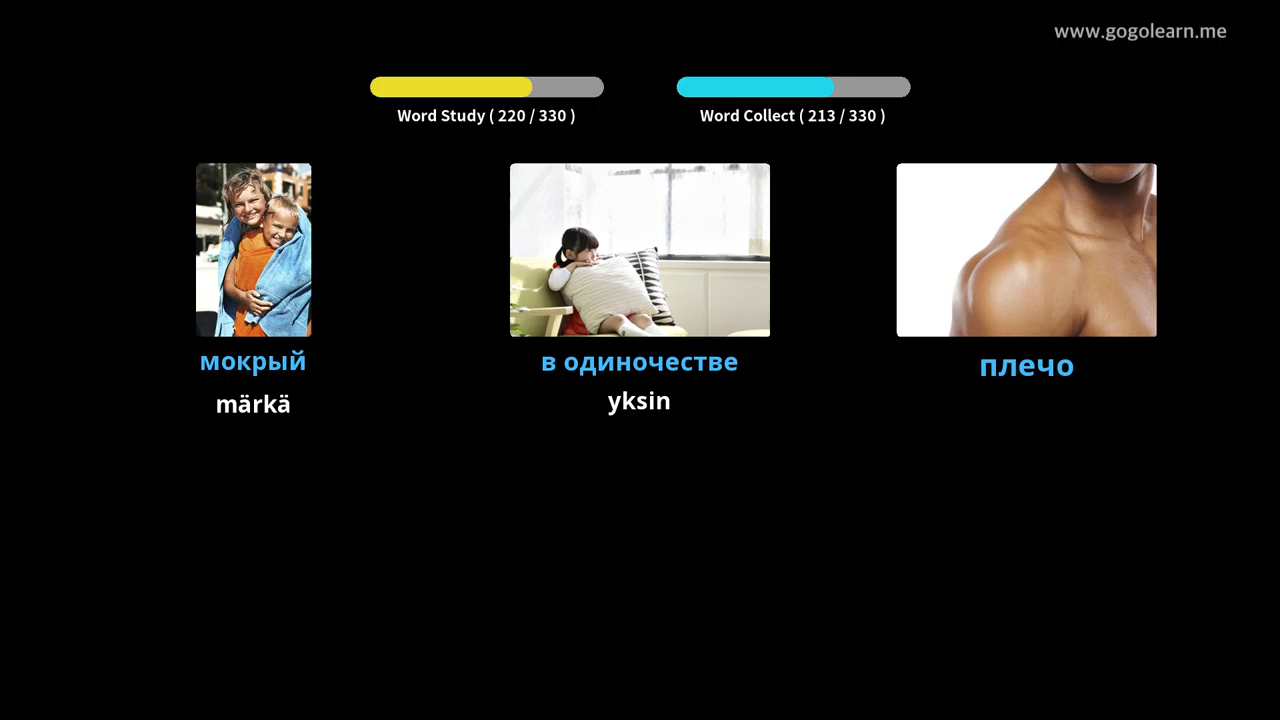 www.gogolearn.me
Word Study ( 220 / 330 )
Word Collect ( 213 / 330 )
мокрый
märkä
в одиночестве
yksin
плечо